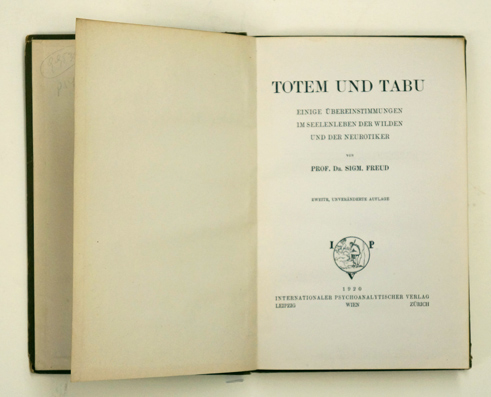 TOTEM UND TABU
EINIGE ÜBEREINSTIMMUNGEN
IM SEELENLEBEN DER WILDEN
UND DER NEUROTIKER
VON
PROF. DR. SIGM. FREUD
ZWEITE, UNVERÄNDERTE AUFLAGE
I P
V
1920
INTERNATIONALER PSYCHOANALYTISCHER VERLAG
LEIPZIG WIEN ZÜRICH